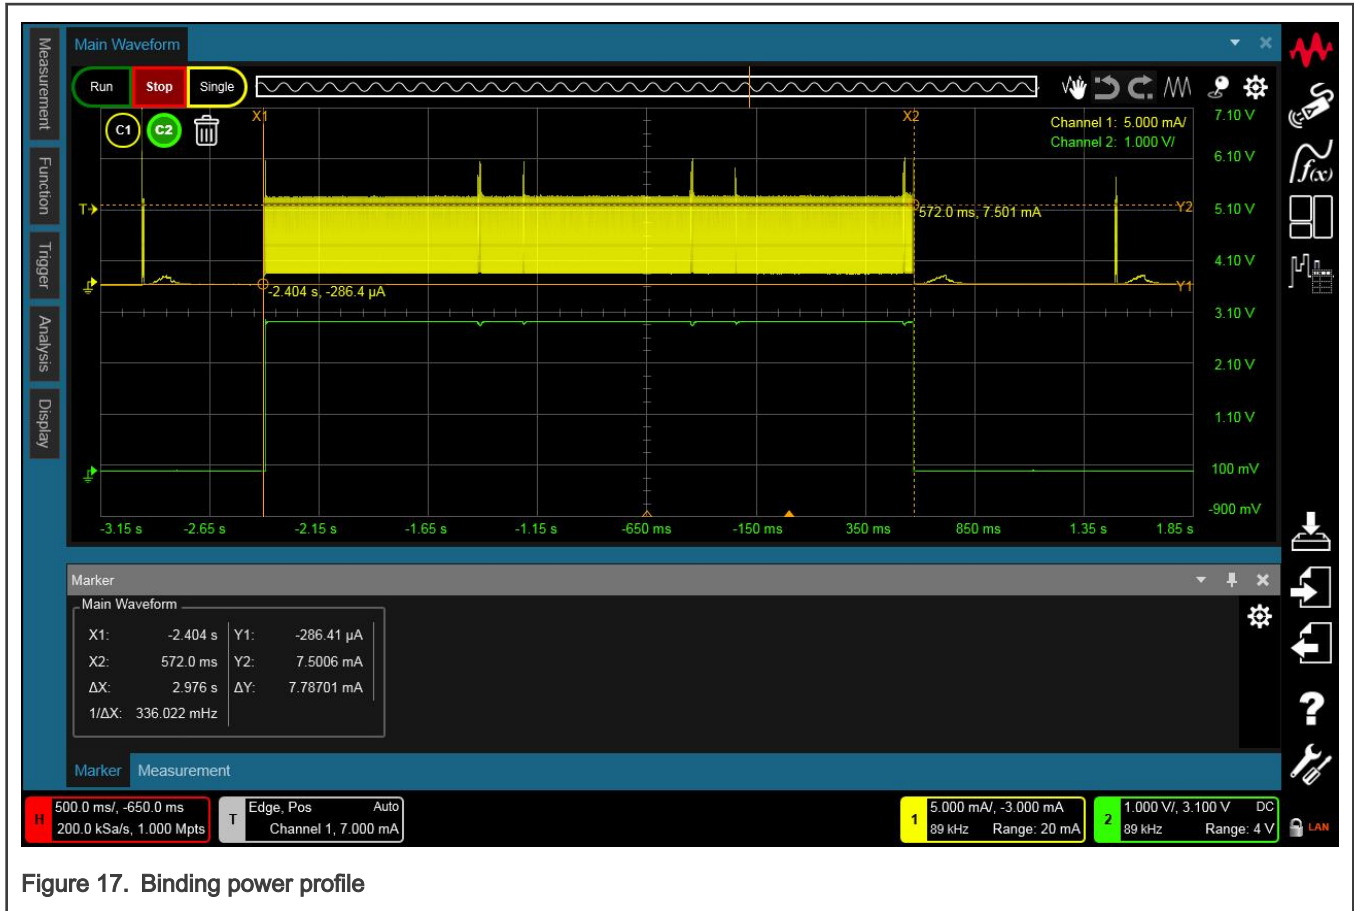 Main Waveform
Measurement
Function
Trigger
Analysis
Display
Run
Stop
Single
C1
C2
X1
X2
Channel 1: 5.000 mA/
Channel 2: 1.000 V/
7.10 V
6.10 V
T
572.0 ms, 7.501 mA
Y2
5.10 V
4.10 V
-2.404 s, -286.4 µA
Y1
3.10 V
2.10 V
1.10 V
100 mV
-900 mV
-3.15 s
-2.65 s
-2.15 s
-1.65 s
-1.15 s
-650 ms
-150 ms
350 ms
850 ms
1.35 s
1.85 s
f(x)
Marker
Main Waveform
X1: -2.404 s Y1: -286.41 µA
X2: 572.0 ms Y2: 7.5006 mA
ΔX: 2.976 s ΔY: 7.78701 mA
1/ΔX: 336.022 mHz
?
Marker Measurement
H
500.0 ms/, -650.0 ms
200.0 kSa/s, 1.000 Mpts
T
Edge, Pos Auto
Channel 1, 7.000 mA
1
5.000 mA/, -3.000 mA
89 kHz Range: 20 mA
2
1.000 V/, 3.100 V DC
89 kHz Range: 4 V
LAN
Figure 17. Binding power profile